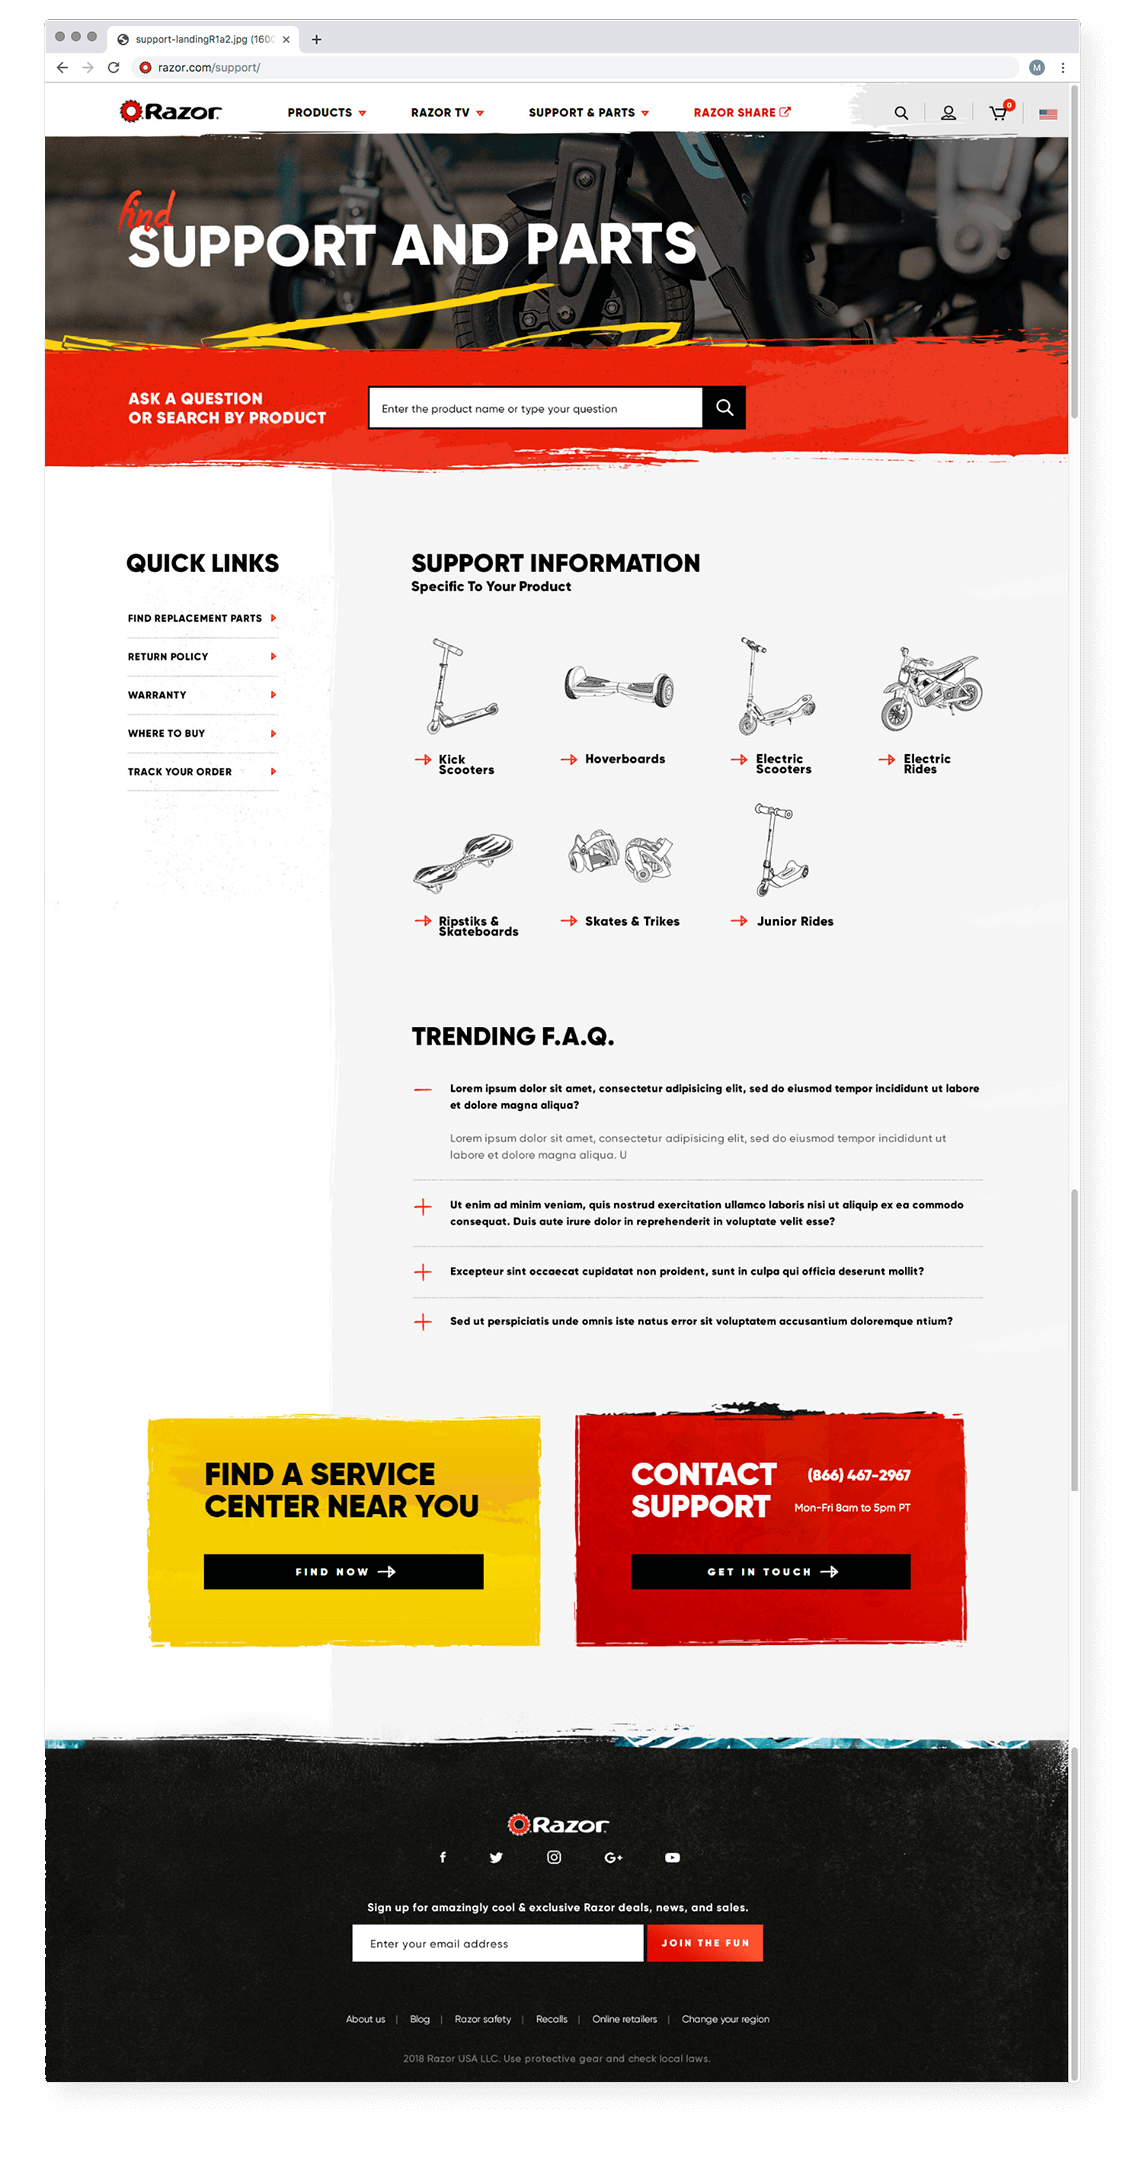 support-landingR1a2.jpg (1600
razor.com/support/
M
Razor
PRODUCTS
RAZOR TV
SUPPORT & PARTS
RAZOR SHARE
0
find
SUPPORT AND PARTS
ASK A QUESTION
OR SEARCH BY PRODUCT
Enter the product name or type your question
QUICK LINKS
FIND REPLACEMENT PARTS
RETURN POLICY
WARRANTY
WHERE TO BUY
TRACK YOUR ORDER
SUPPORT INFORMATION
Specific To Your Product
Kick
Scooters
Hoverboards
Electric
Scooters
Electric
Rides
Ripstiks &
Skateboards
Skates & Trikes
Junior Rides
TRENDING F.A.Q.
Lorem ipsum dolor sit amet, consectetur adipisicing elit, sed do eiusmod tempor incididunt ut labore
et dolore magna aliqua?
Lorem ipsum dolor sit amet, consectetur adipisicing elit, sed do eiusmod tempor incididunt ut
labore et dolore magna aliqua. U
Ut enim ad minim veniam, quis nostrud exercitation ullamco laboris nisi ut aliquip ex ea commodo
consequat. Duis aute irure dolor in reprehenderit in voluptate velit esse?
Excepteur sint occaecat cupidatat non proident, sunt in culpa qui officia deserunt mollit?
Sed ut perspiciatis unde omnis iste natus error sit voluptatem accusantium doloremque ntium?
FIND A SERVICE
CENTER NEAR YOU
FIND NOW
CONTACT
SUPPORT
(866) 467-2967
Mon-Fri 8am to 5pm PT
GET IN TOUCH
Razor
f
G+
Sign up for amazingly cool & exclusive Razor deals, news, and sales.
Enter your email address
JOIN THE FUN
About us | Blog | Razor safety | Recalls | Online retailers | Change your region
2018 Razor USA LLC. Use protective gear and check local laws.